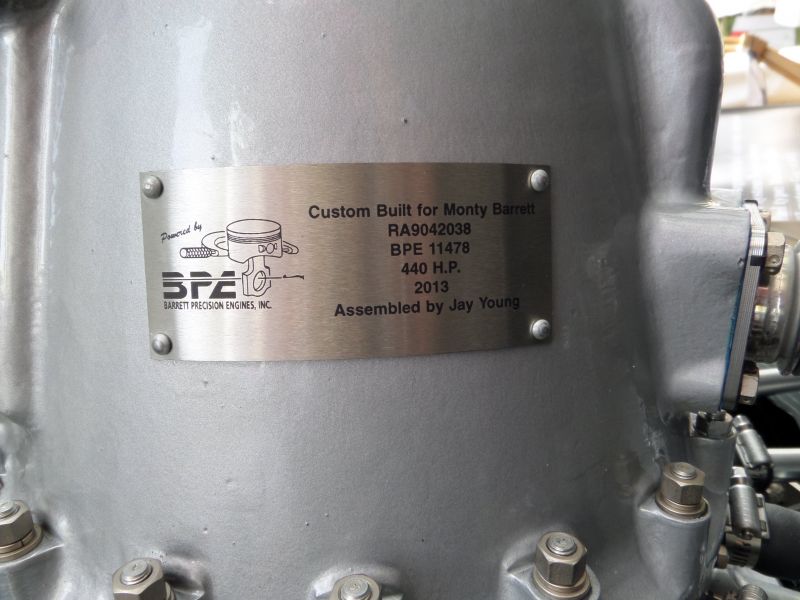 Powered by
BPE
BARRETT PRECISION ENGINES, INC.
Custom Built for Monty Barrett
RA9042038
BPE 11478
440 H.P.
2013
Assembled by Jay Young